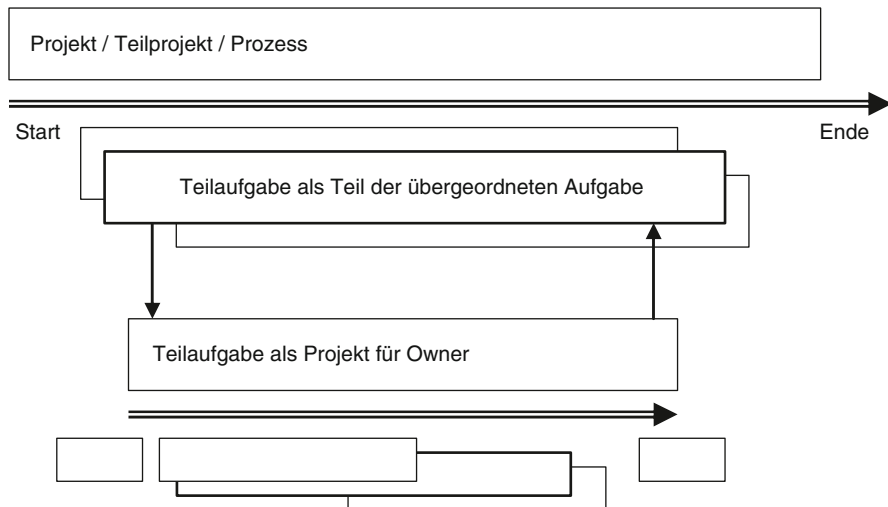 Projekt / Teilprojekt / Prozess
Start
Ende
Teilaufgabe als Teil der übergeordneten Aufgabe
Teilaufgabe als Projekt für Owner